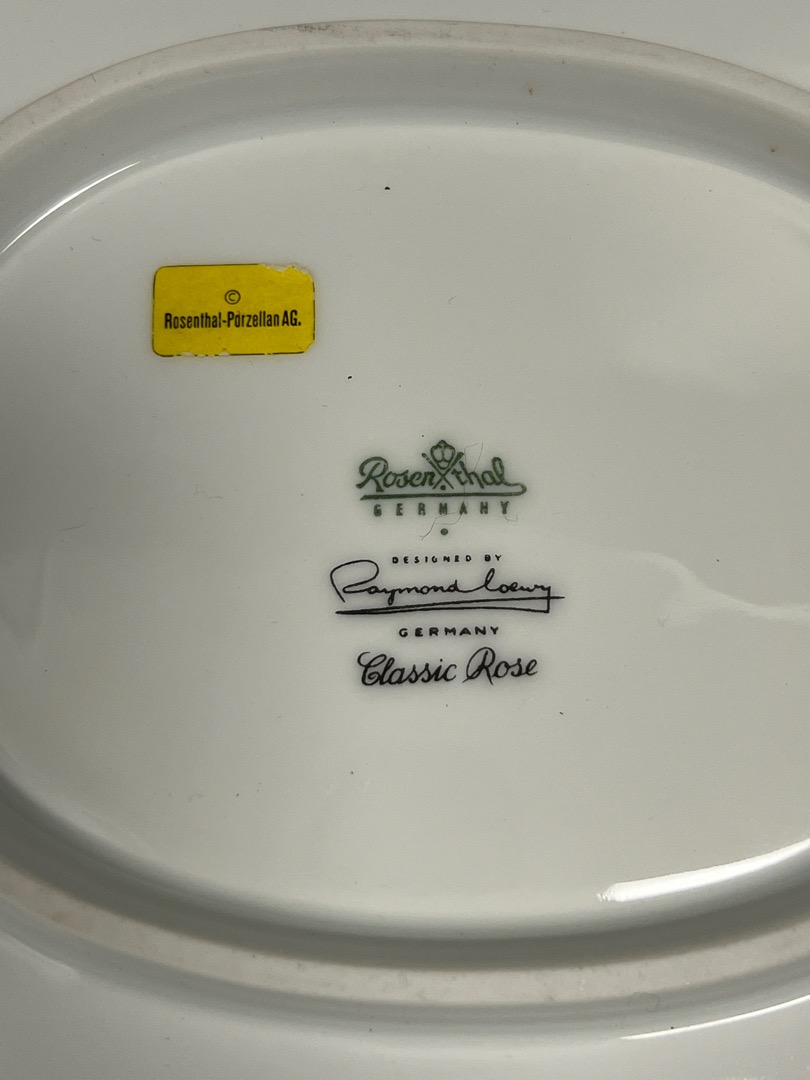 ©
Rosenthal-Porzellan AG.
Rosenthal
GERMANY
DESIGNED BY
Raymond Loewy
GERMANY
Classic Rose